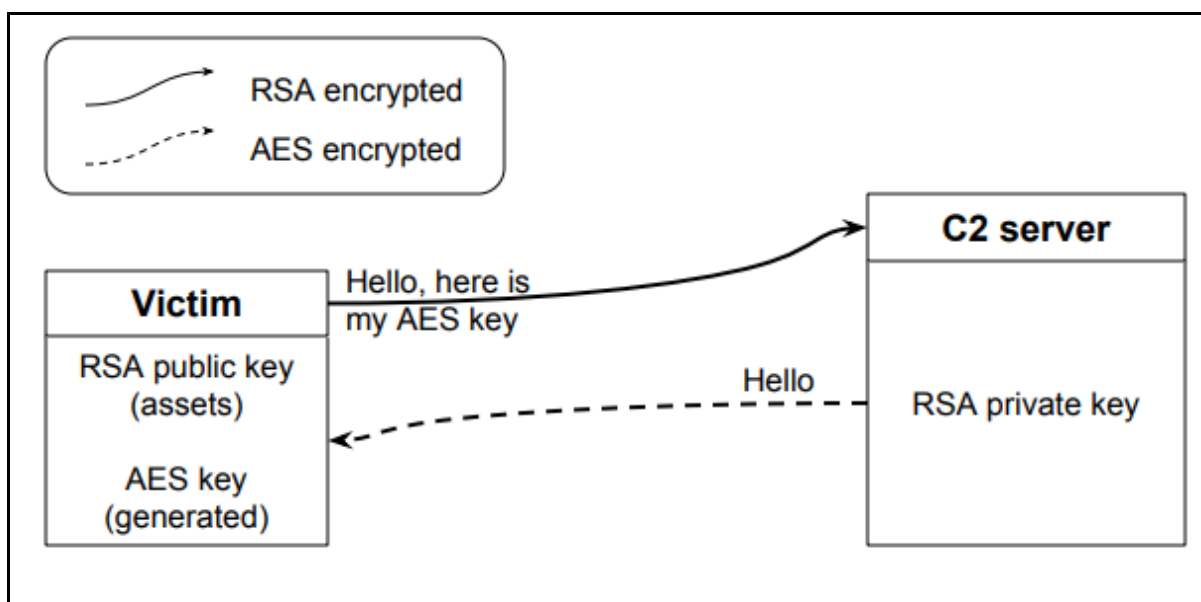 RSA encrypted
AES encrypted
C2 server
Victim
Hello, here is
my AES key
RSA public key
(assets)
Hello
RSA private key
AES key
(generated)